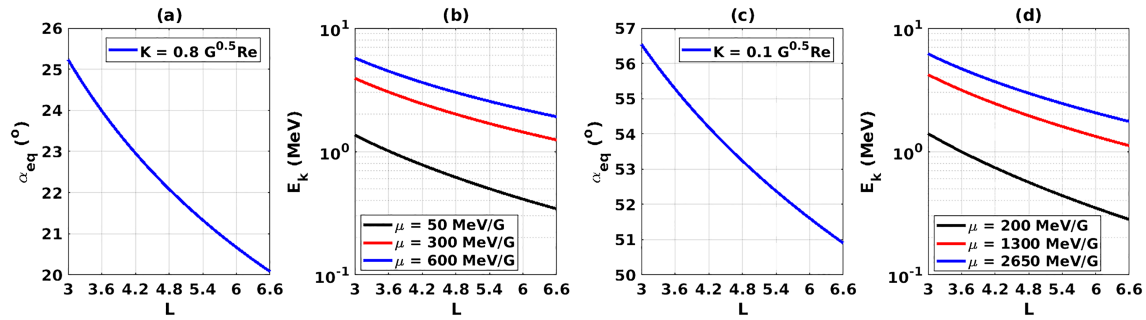 (a)
26
25
24
23
22
21
20
α_eq (°)
K = 0.8 G^0.5Re
3 3.6 4.2 4.8 5.4 6 6.6
L
(b)
10^1
10^0
10^-1
E_k (MeV)
μ = 50 MeV/G
μ = 300 MeV/G
μ = 600 MeV/G
3 3.6 4.2 4.8 5.4 6 6.6
L
(c)
57
56
55
54
53
52
51
50
α_eq (°)
K = 0.1 G^0.5Re
3 3.6 4.2 4.8 5.4 6 6.6
L
(d)
10^1
10^0
10^-1
E_k (MeV)
μ = 200 MeV/G
μ = 1300 MeV/G
μ = 2650 MeV/G
3 3.6 4.2 4.8 5.4 6 6.6
L